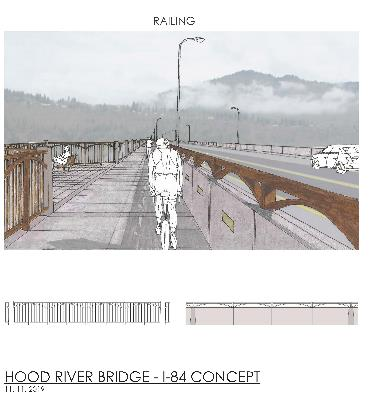 RAILING
HOOD RIVER BRIDGE - I-84 CONCEPT
11.11.2019